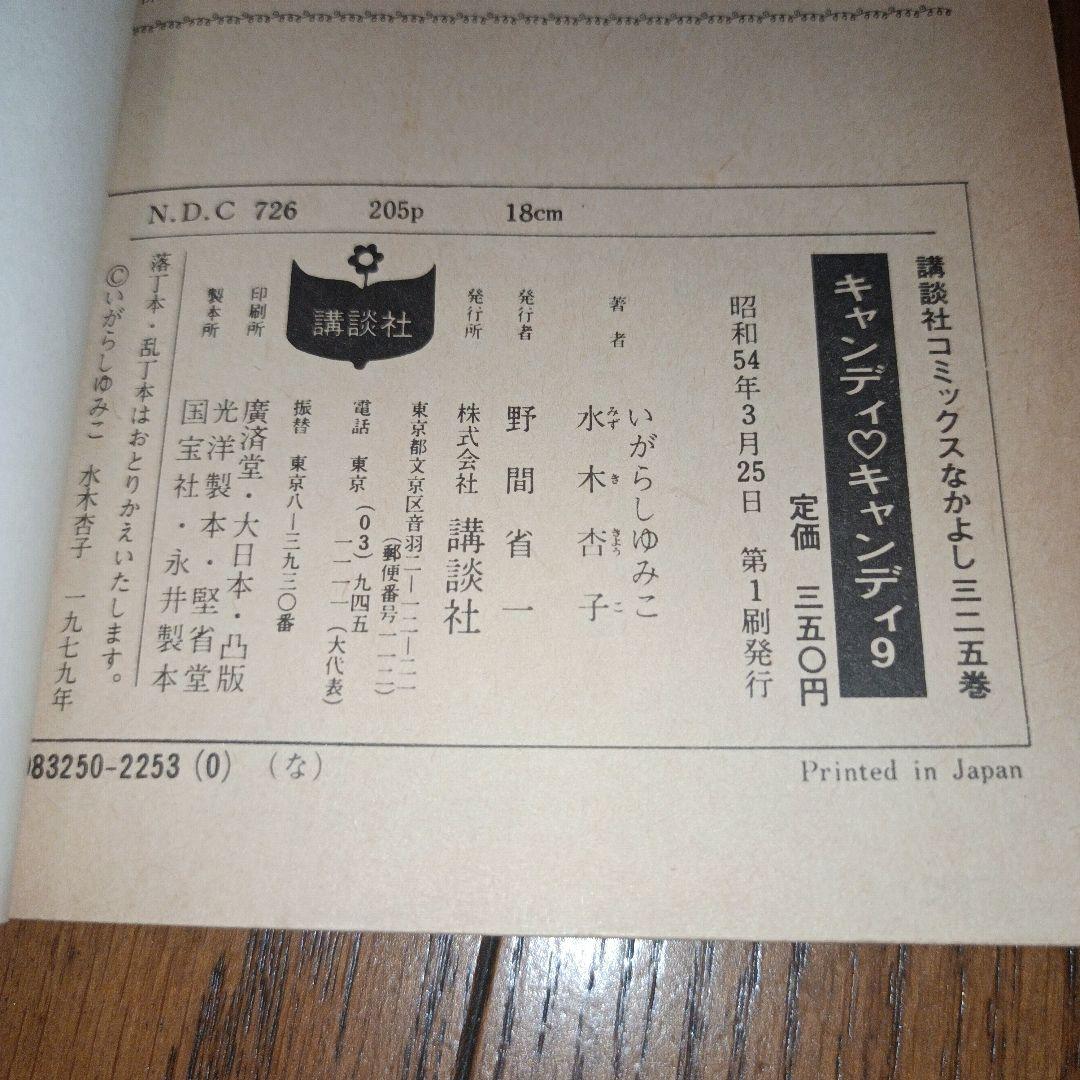 N.D.C 726 205p 18cm
講談社コミックスなかよし三二五巻
キャンディ♡キャンディ9
定価 三五〇円
昭和54年3月25日 第1刷発行
著者 いがらしゆみこ
水木杏子
みずききようこ
発行者 野間省一
発行所 株式会社 講談社
東京都文京区音羽二―一二―二一
(郵便番号一一二)
電話 東京(03)九四五
一一一一(大代表)
振替 東京八―三九三〇番
講談社
印刷所 廣済堂・大日本・凸版
製本所 光洋製本・堅省堂
国宝社・永井製本
落丁本・乱丁本はおとりかえいたします。
©いがらしゆみこ 水木杏子 一九七九年
083250-2253 (0) (な)
Printed in Japan